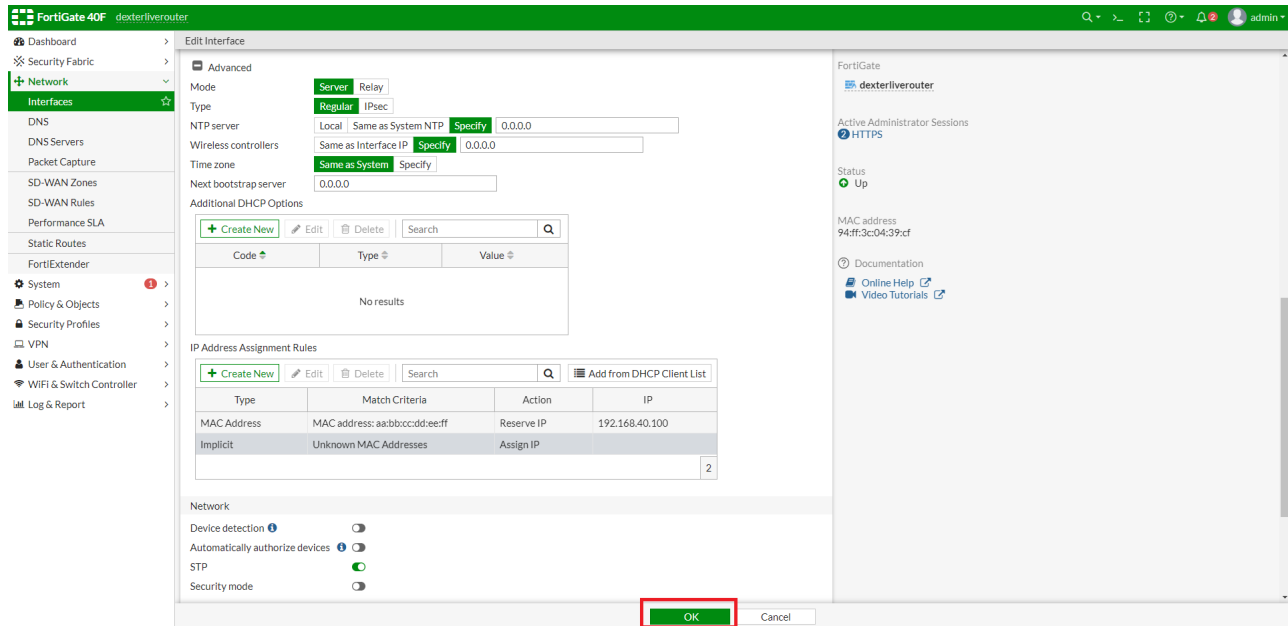 FortiGate 40F dexterliverouter
2 admin
Dashboard
Security Fabric
Network
Interfaces
DNS
DNS Servers
Packet Capture
SD-WAN Zones
SD-WAN Rules
Performance SLA
Static Routes
FortiExtender
System 1
Policy & Objects
Security Profiles
VPN
User & Authentication
WiFi & Switch Controller
Log & Report
Edit Interface
Advanced
Mode Server Relay
Type Regular IPsec
NTP server Local Same as System NTP Specify 0.0.0.0
Wireless controllers Same as Interface IP Specify 0.0.0.0
Time zone Same as System Specify
Next bootstrap server 0.0.0.0
Additional DHCP Options
+ Create New Edit Delete Search
Code Type Value
No results
IP Address Assignment Rules
+ Create New Edit Delete Search Add from DHCP Client List
Type Match Criteria Action IP
MAC Address MAC address: aa:bb:cc:dd:ee:ff Reserve IP 192.168.40.100
Implicit Unknown MAC Addresses Assign IP
2
Network
Device detection
Automatically authorize devices
STP
Security mode
OK Cancel
FortiGate
dexterliverouter
Active Administrator Sessions
2 HTTPS
Status
Up
MAC address
94:ff:3c:04:39:cf
Documentation
Online Help
Video Tutorials